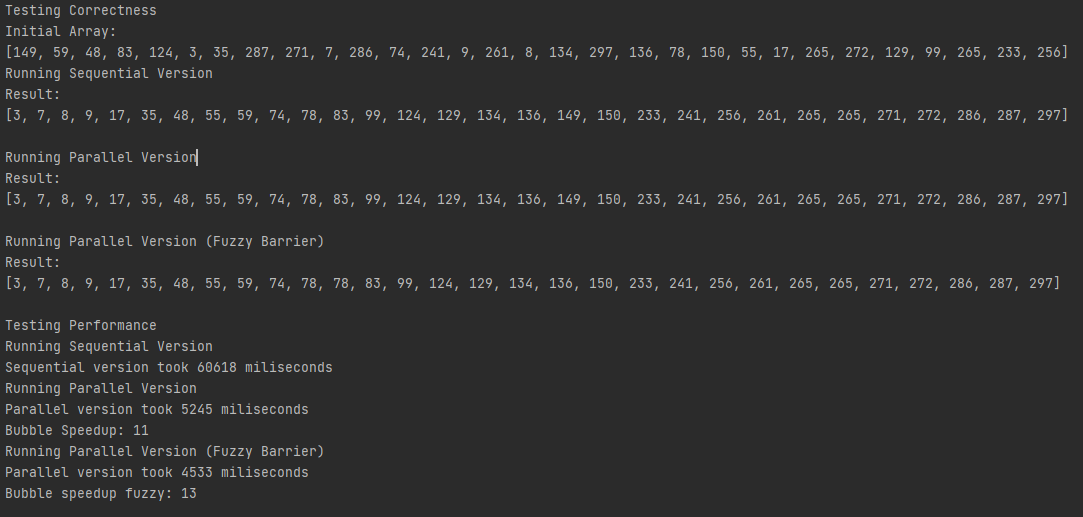 Testing Correctness
Initial Array:
[149, 59, 48, 83, 124, 3, 35, 287, 271, 7, 286, 74, 241, 9, 261, 8, 134, 297, 136, 78, 150, 55, 17, 265, 272, 129, 99, 265, 233, 256]
Running Sequential Version
Result:
[3, 7, 8, 9, 17, 35, 48, 55, 59, 74, 78, 83, 99, 124, 129, 134, 136, 149, 150, 233, 241, 256, 261, 265, 265, 271, 272, 286, 287, 297]
Running Parallel Version
Result:
[3, 7, 8, 9, 17, 35, 48, 55, 59, 74, 78, 83, 99, 124, 129, 134, 136, 149, 150, 233, 241, 256, 261, 265, 265, 271, 272, 286, 287, 297]
Running Parallel Version (Fuzzy Barrier)
Result:
[3, 7, 8, 9, 17, 35, 48, 55, 59, 74, 78, 78, 83, 99, 124, 129, 134, 136, 150, 233, 241, 256, 261, 265, 265, 271, 272, 286, 287, 297]
Testing Performance
Running Sequential Version
Sequential version took 60618 miliseconds
Running Parallel Version
Parallel version took 5245 miliseconds
Bubble Speedup: 11
Running Parallel Version (Fuzzy Barrier)
Parallel version took 4533 miliseconds
Bubble speedup fuzzy: 13